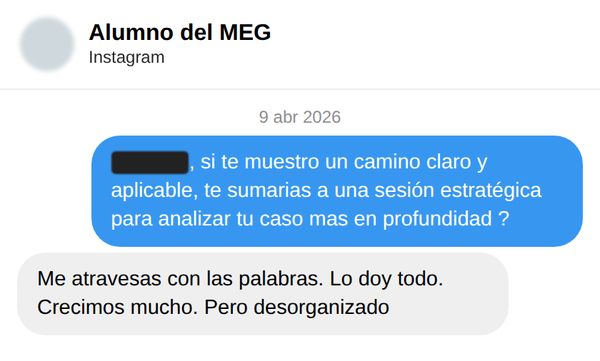 Alumno del MEG
Instagram
9 abr 2026
, si te muestro un camino claro y
aplicable, te sumarias a una sesión estratégica
para analizar tu caso mas en profundidad ?
Me atravesas con las palabras. Lo doy todo.
Crecimos mucho. Pero desorganizado